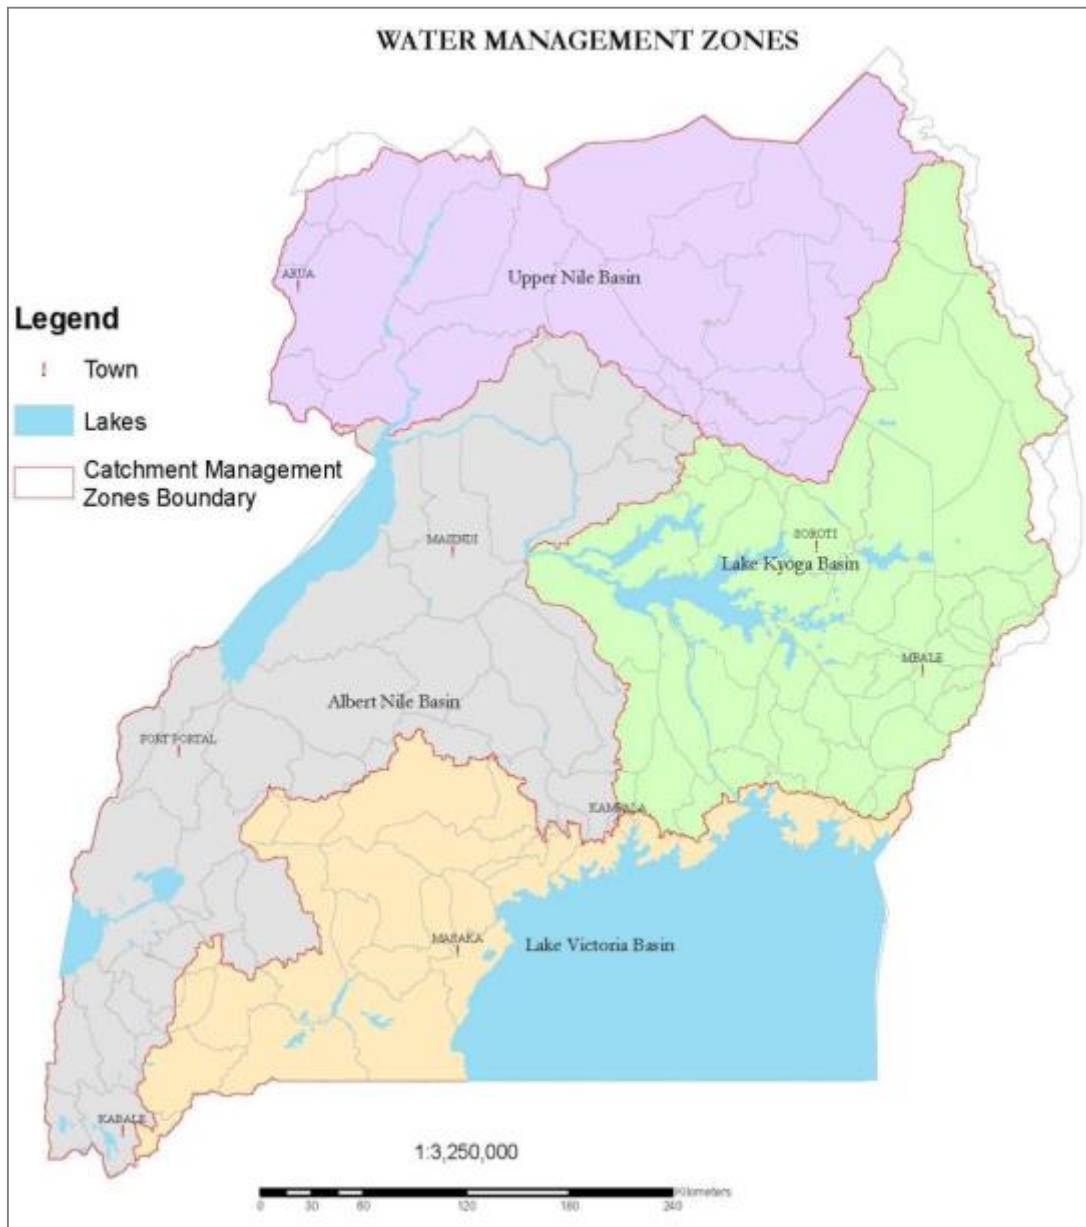 WATER MANAGEMENT ZONES
ARUA
Upper Nile Basin
Legend
Town
Lakes
Catchment Management
Zones Boundary
MASINDI
SOROTI
Lake Kyoga Basin
MBALE
Albert Nile Basin
FORT PORTAL
KAMPALA
MASAKA
Lake Victoria Basin
KABALE
1:3,250,000
Kilometers
0 30 60 120 180 240